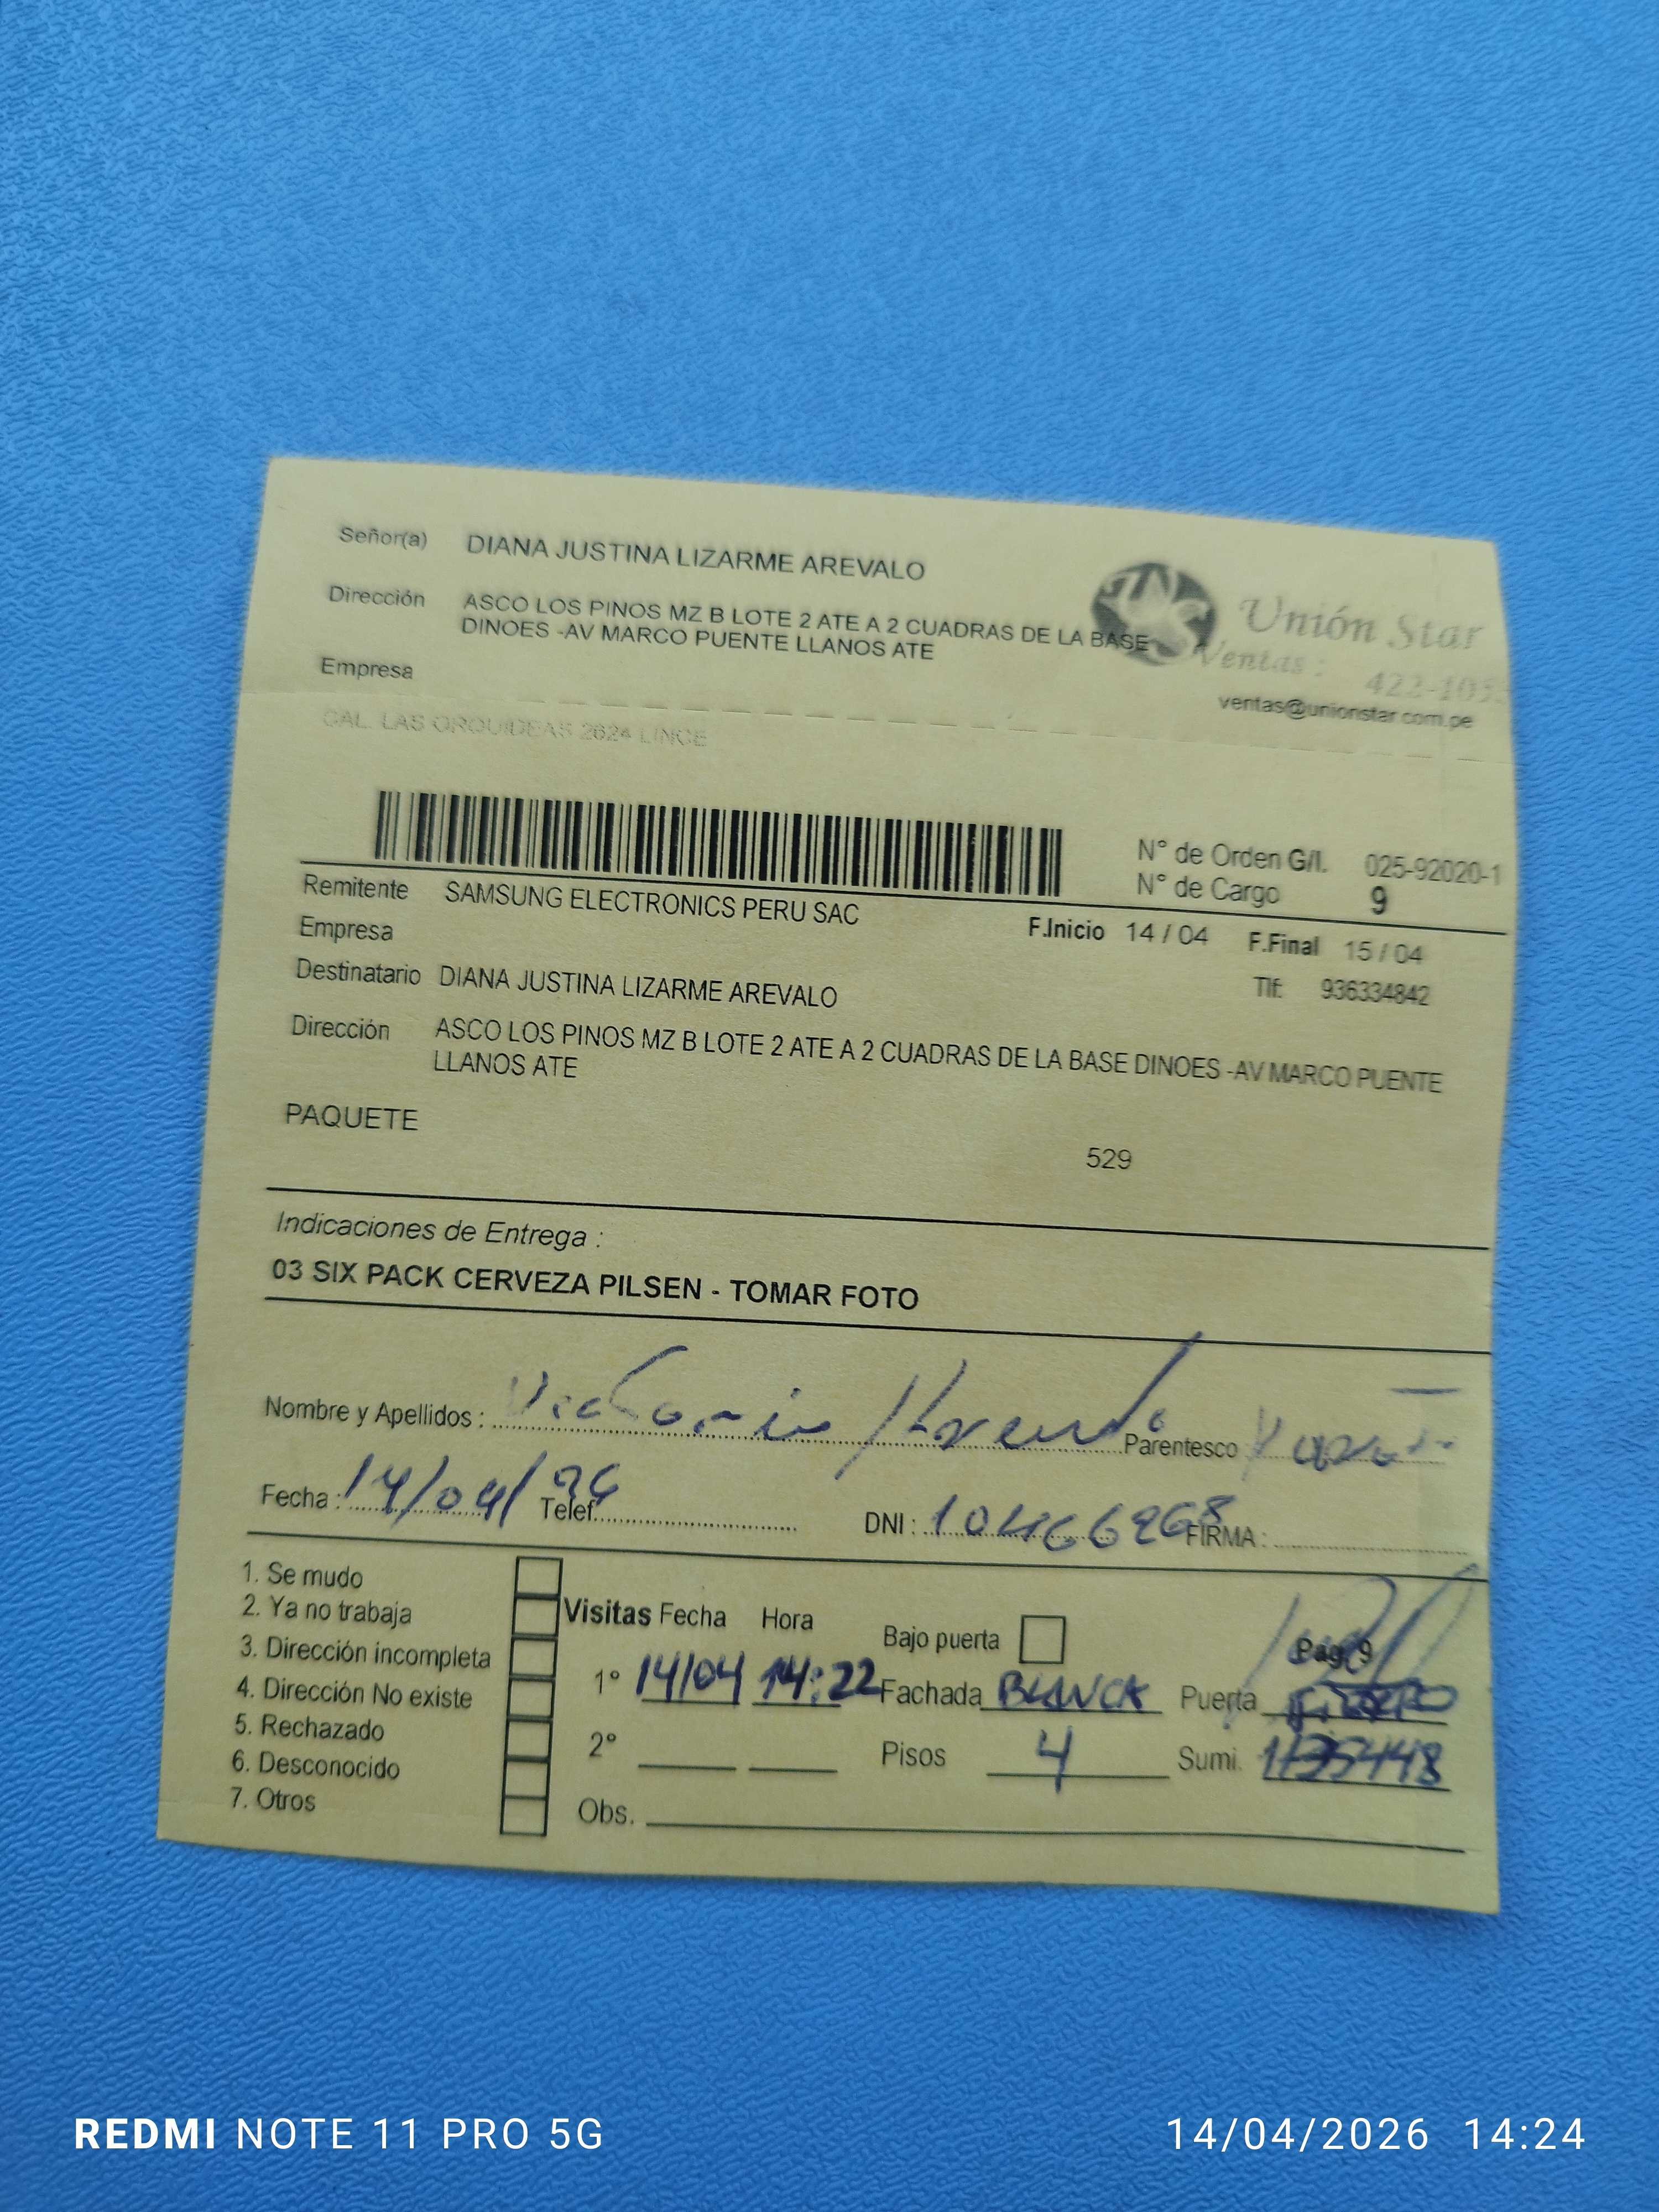 Señor(a) DIANA JUSTINA LIZARME AREVALO
Dirección ASCO LOS PINOS MZ B LOTE 2 ATE A 2 CUADRAS DE LA BASE
DINOES -AV MARCO PUENTE LLANOS ATE
Unión Star
Ventas :
ventas@unionstar.com.pe
Empresa
CAL. LAS ORQUIDEAS 2624 LINCE
N° de Orden G/I. 025-92020-1
N° de Cargo 9
Remitente SAMSUNG ELECTRONICS PERU SAC
F.Inicio 14 / 04 F.Final 15 / 04
Empresa
Destinatario DIANA JUSTINA LIZARME AREVALO
Tlf: 936334842
Dirección ASCO LOS PINOS MZ B LOTE 2 ATE A 2 CUADRAS DE LA BASE DINOES -AV MARCO PUENTE
LLANOS ATE
PAQUETE
529
Indicaciones de Entrega :
03 SIX PACK CERVEZA PILSEN - TOMAR FOTO
Nombre y Apellidos : Victoria Parentesco
Fecha : 14/04/26 Telef. DNI : 10466268 FIRMA :
1. Se mudo
2. Ya no trabaja
3. Dirección incompleta
4. Dirección No existe
5. Rechazado
6. Desconocido
7. Otros
Visitas Fecha Hora
1° 14/04 14:22
2°
Bajo puerta
Pag 9
Fachada BLANCA Puerta
Pisos 4 Sumi.
Obs.
REDMI NOTE 11 PRO 5G
14/04/2026 14:24